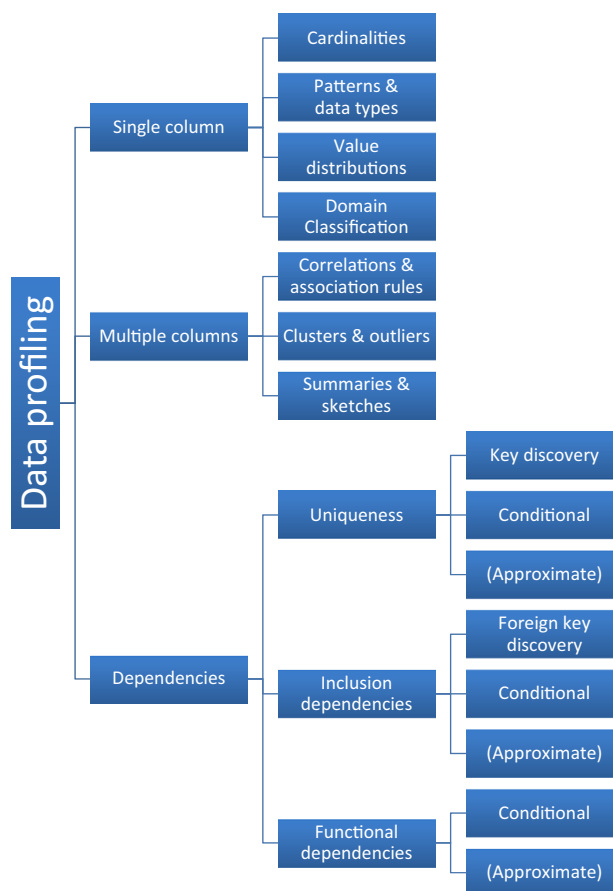 Data profiling
Single column
Cardinalities
Patterns &
data types
Value
distributions
Domain
Classification
Multiple columns
Correlations &
association rules
Clusters & outliers
Summaries &
sketches
Dependencies
Uniqueness
Key discovery
Conditional
(Approximate)
Inclusion
dependencies
Foreign key
discovery
Conditional
(Approximate)
Functional
dependencies
Conditional
(Approximate)